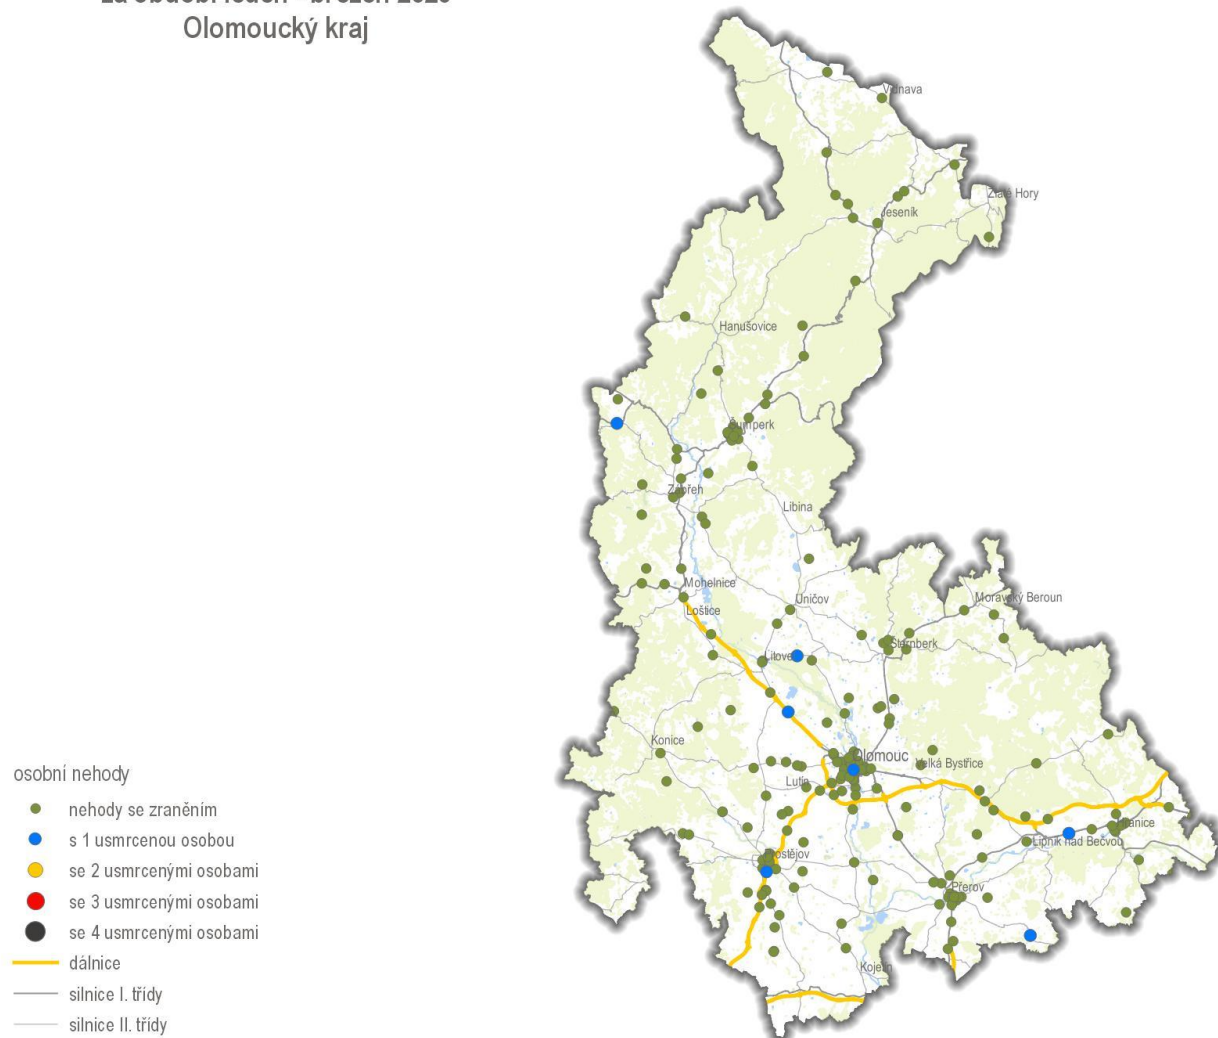 Olomoucký kraj
Vidnava
Zlaté Hory
Jeseník
Hanušovice
Šumperk
Zábřeh
Libina
Mohelnice
Moravský Beroun
Uničov
Loštice
Šternberk
Litovel
Konice
Olomouc
Velká Bystřice
osobní nehody
Lutín
nehody se zraněním
Hranice
s 1 usmrcenou osobou
Lipník nad Bečvou
Prostějov
se 2 usmrcenými osobami
Přerov
se 3 usmrcenými osobami
se 4 usmrcenými osobami
dálnice
Kojetín
silnice I. třídy
silnice II. třídy